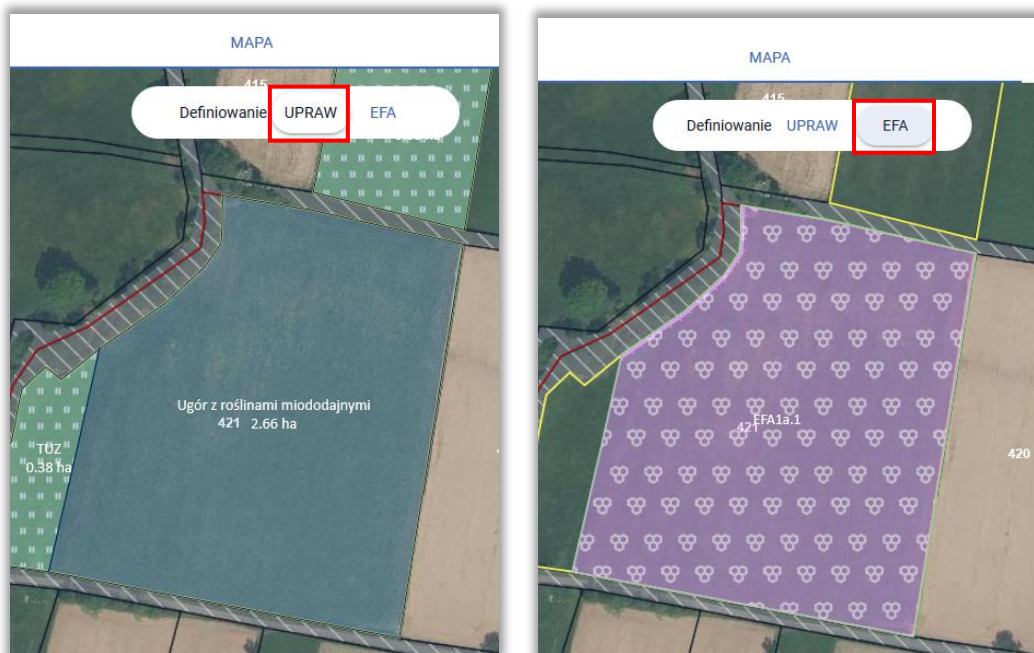 MAPA
415
Definiowanie UPRAW EFA
Ugór z roślinami miododajnymi
421 2.66 ha
TUZ
0.38 ha
MAPA
415
Definiowanie UPRAW EFA
EFA1a.1
421
420